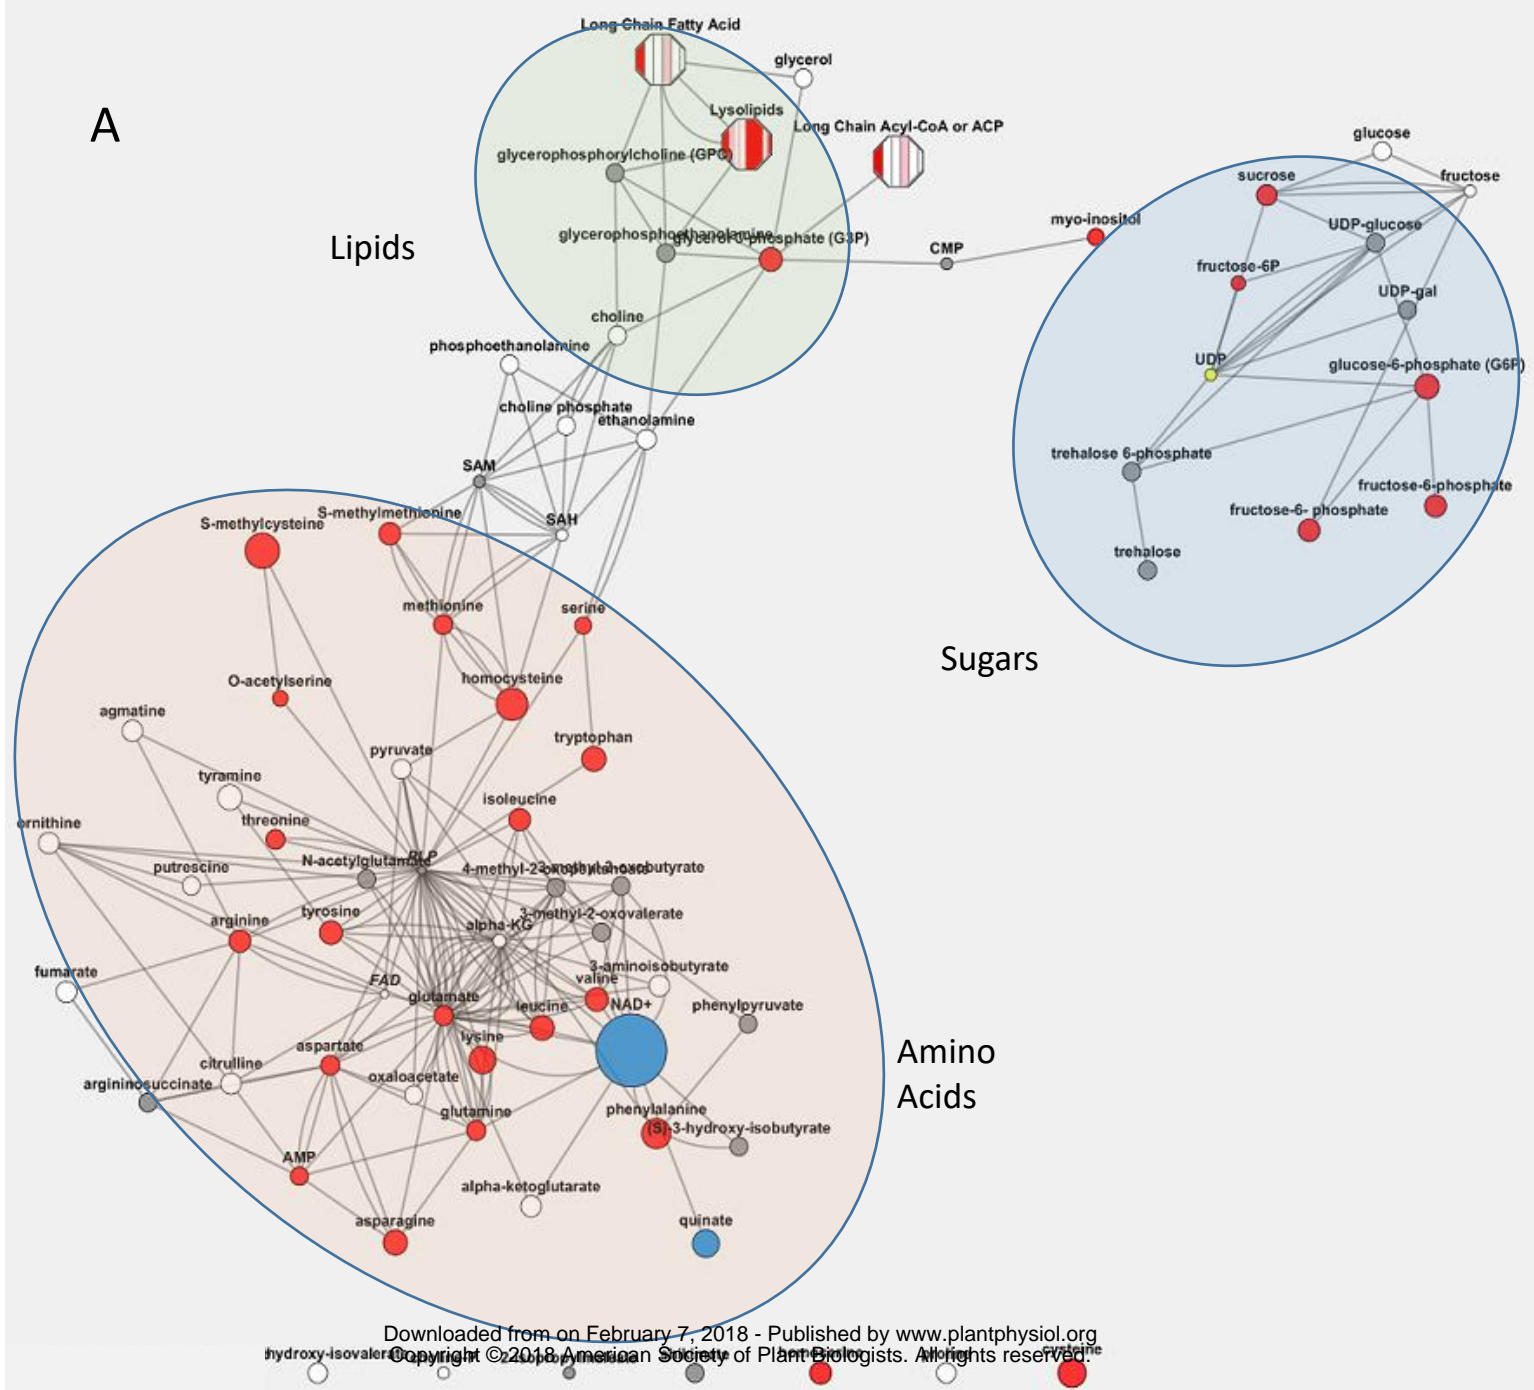 Long Chain Fatty Acid
glycerol
A
Lysolipids
Long Chain Acyl-CoA or ACP
glucose
glycerophosphorylcholine (GPC)
sucrose
fructose
myo-inositol
UDP-glucose
Lipids
glycerophosphoethanolamine
glycerol 3-phosphate (G3P)
CMP
fructose-6P
UDP-gal
choline
phosphoethanolamine
UDP
glucose-6-phosphate (G6P)
choline phosphate
ethanolamine
trehalose 6-phosphate
SAM
fructose-6-phosphate
S-methylcysteine
S-methylmethionine
SAH
fructose-6- phosphate
trehalose
methionine
serine
Sugars
O-acetylserine
homocysteine
agmatine
tryptophan
pyruvate
tyramine
isoleucine
ornithine
threonine
putrescine
N-acetylglutamate
PLP
4-methyl-2-oxopentanoate
3-methyl-2-oxobutyrate
arginine
tyrosine
3-methyl-2-oxovalerate
alpha-KG
fumarate
FAD
3-aminoisobutyrate
valine
glutamate
leucine
NAD+
phenylpyruvate
lysine
aspartate
Amino
Acids
citrulline
argininosuccinate
oxaloacetate
glutamine
phenylalanine
(S)-3-hydroxy-isobutyrate
AMP
alpha-ketoglutarate
asparagine
quinate
Downloaded from on February 7, 2018 - Published by www.plantphysiol.org
Copyright © 2018 American Society of Plant Biologists. All rights reserved.
cysteine